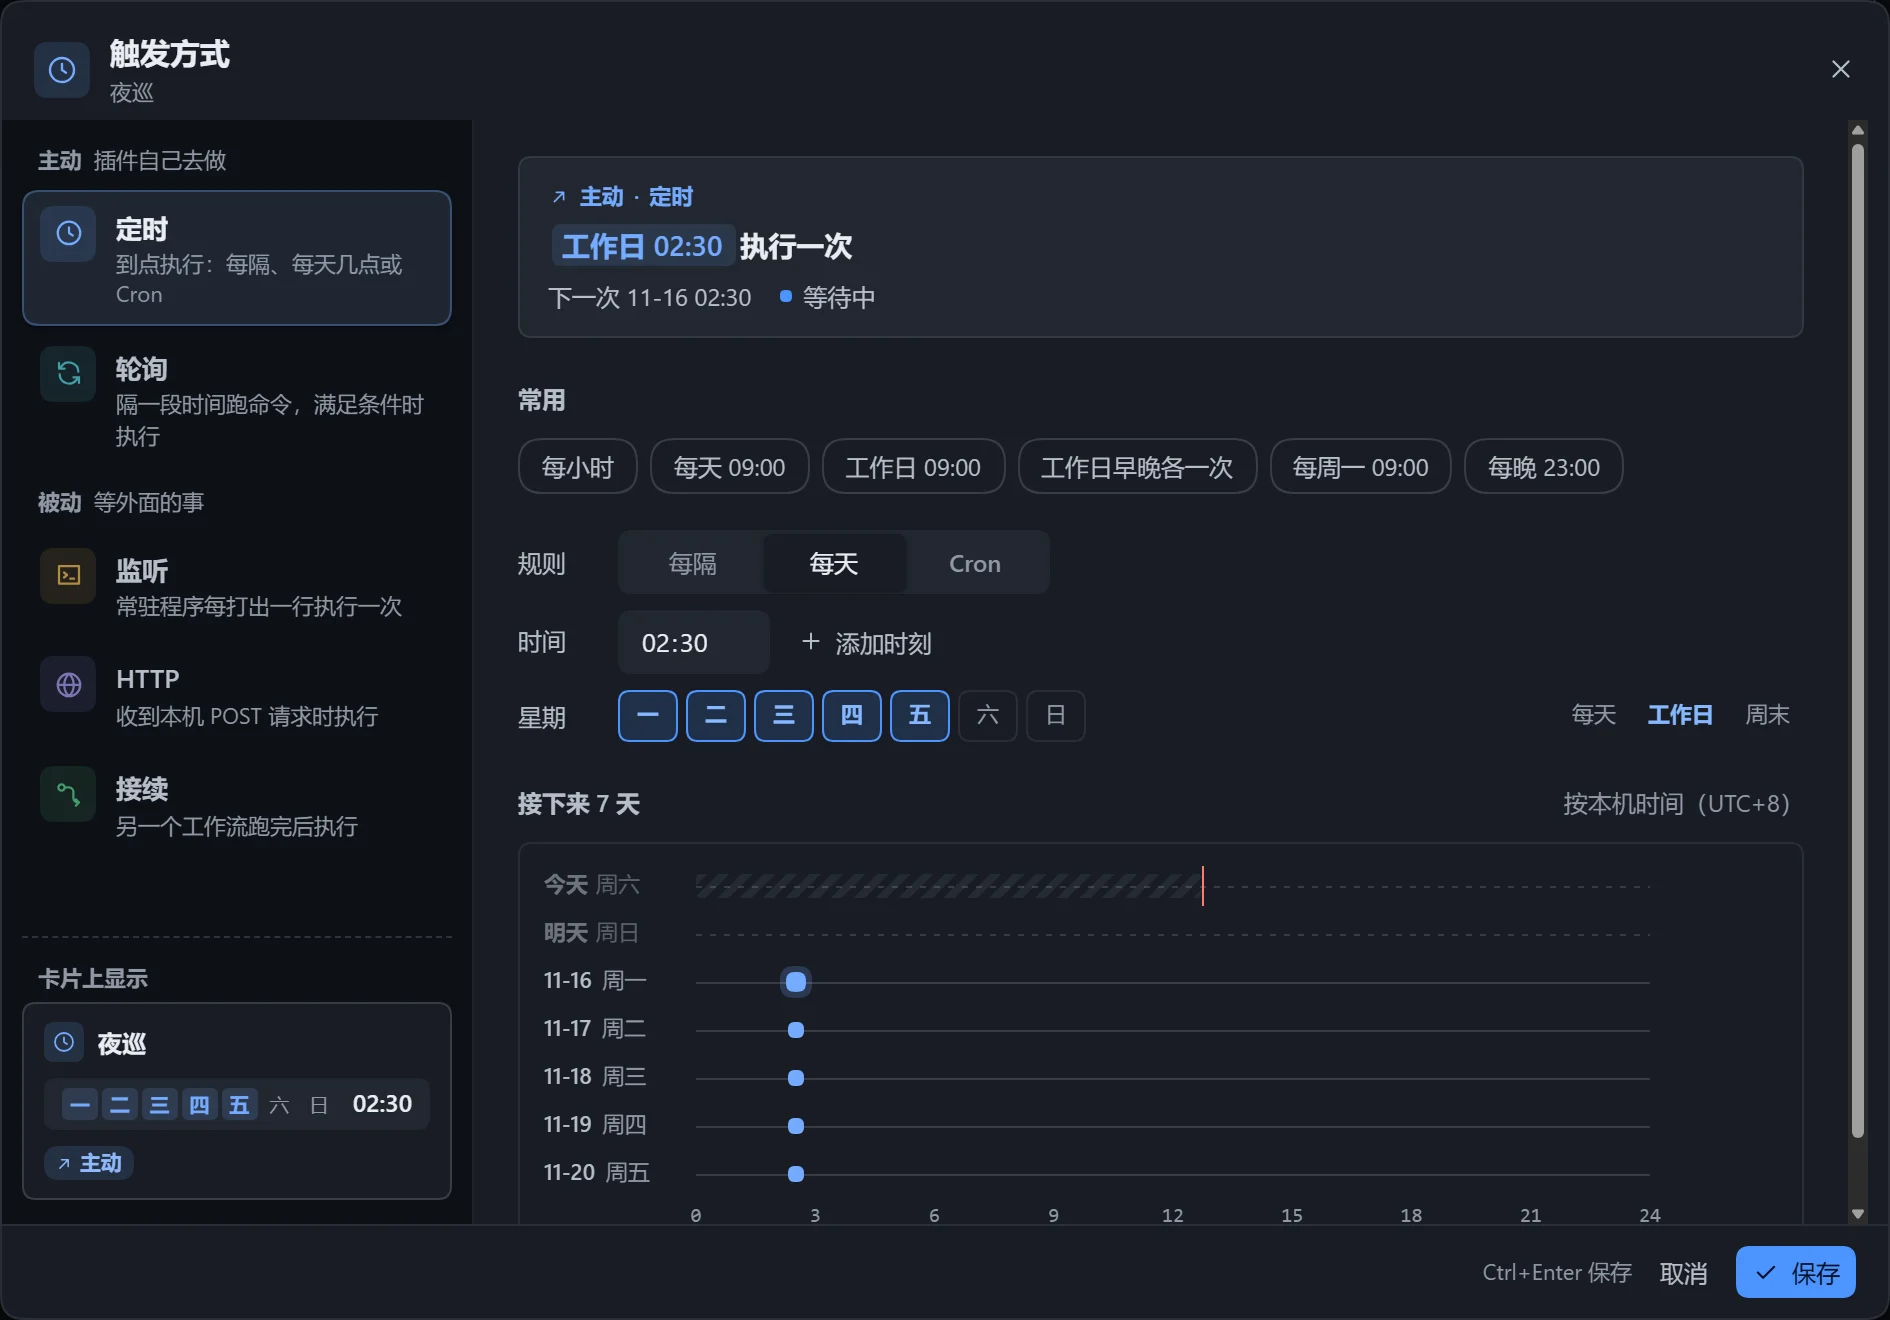 触发方式
夜巡
主动 插件自己去做
定时
到点执行：每隔、每天几点或
Cron
轮询
隔一段时间跑命令，满足条件时
执行
被动 等外面的事
监听
常驻程序每打出一行执行一次
HTTP
收到本机 POST 请求时执行
接续
另一个工作流跑完后执行
卡片上显示
夜巡
一 二 三 四 五 六 日 02:30
主动
主动 · 定时
工作日 02:30 执行一次
下一次 11-16 02:30 等待中
常用
每小时 每天 09:00 工作日 09:00 工作日早晚各一次 每周一 09:00 每晚 23:00
规则 每隔 每天 Cron
时间 02:30 + 添加时刻
星期 一 二 三 四 五 六 日 每天 工作日 周末
接下来 7 天 按本机时间（UTC+8）
今天 周六
明天 周日
11-16 周一
11-17 周二
11-18 周三
11-19 周四
11-20 周五
0 3 6 9 12 15 18 21 24
Ctrl+Enter 保存 取消 保存